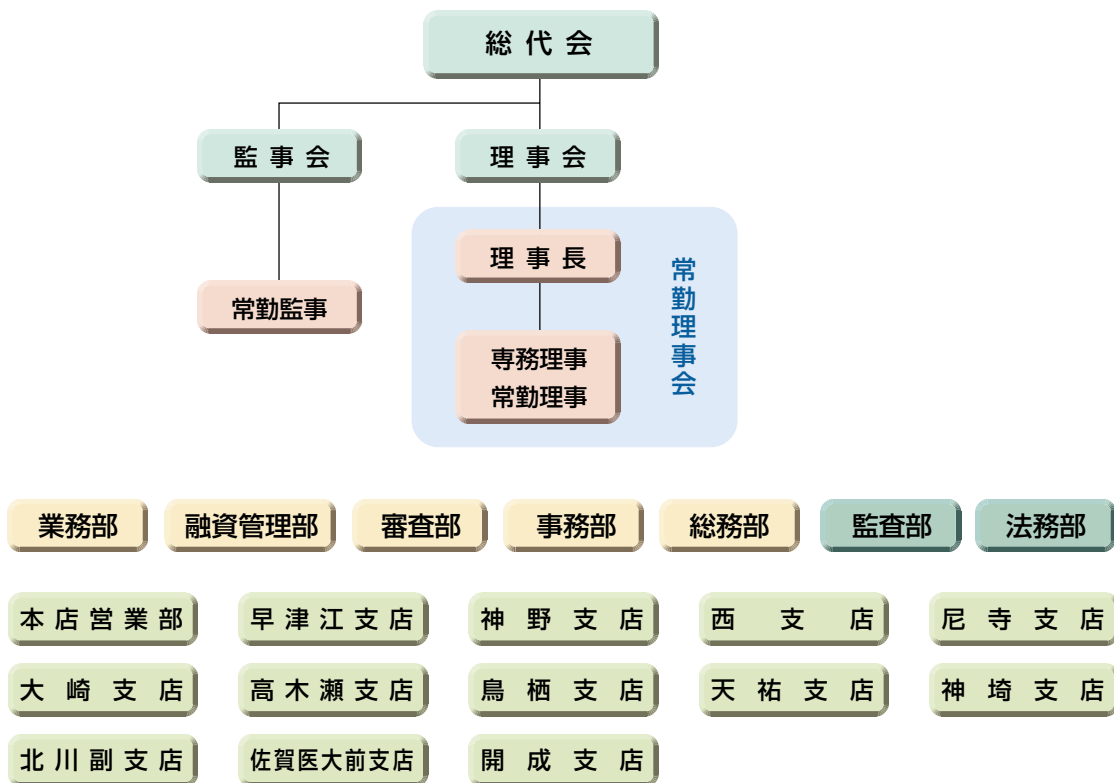 総代会
監事会
理事会
理事長
常勤理事会
常勤監事
専務理事
常勤理事
業務部
融資管理部
審査部
事務部
総務部
監査部
法務部
本店営業部
早津江支店
神野支店
西支店
尼寺支店
大崎支店
高木瀬支店
鳥栖支店
天祐支店
神埼支店
北川副支店
佐賀医大前支店
開成支店